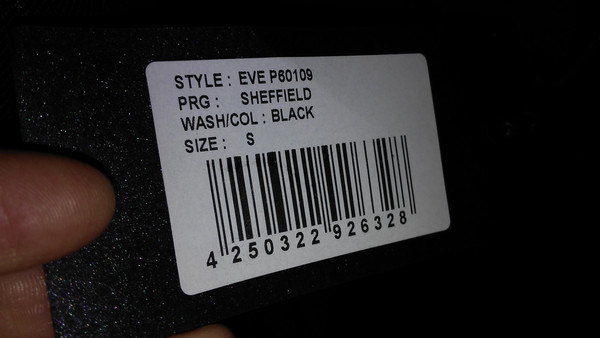 STYLE : EVE P60109
PRG : SHEFFIELD
WASH/COL : BLACK
SIZE : S
4 250322 926328